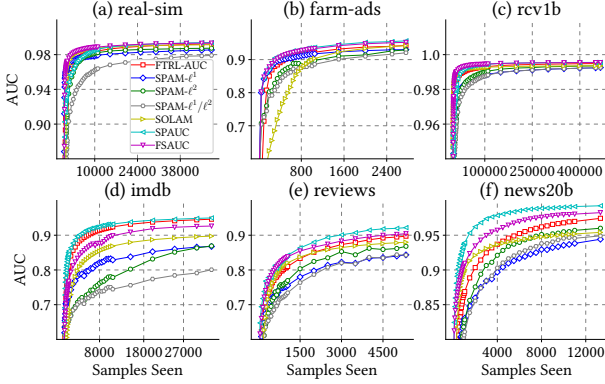 (a) real-sim
(b) farm-ads
(c) rcv1b
AUC
0.98
0.94
0.90
10000 24000 38000
FTRL-AUC
SPAM-ℓ¹
SPAM-ℓ²
SPAM-ℓ¹/ℓ²
SOLAM
SPAUC
FSAUC
0.9
0.8
0.7
800 1600 2400
1.00
0.98
0.96
100000 250000 400000
(d) imdb
(e) reviews
(f) news20b
AUC
0.9
0.8
0.7
8000 18000 27000
Samples Seen
0.9
0.8
0.7
1500 3000 4500
Samples Seen
0.95
0.9
0.85
4000 8000 12000
Samples Seen